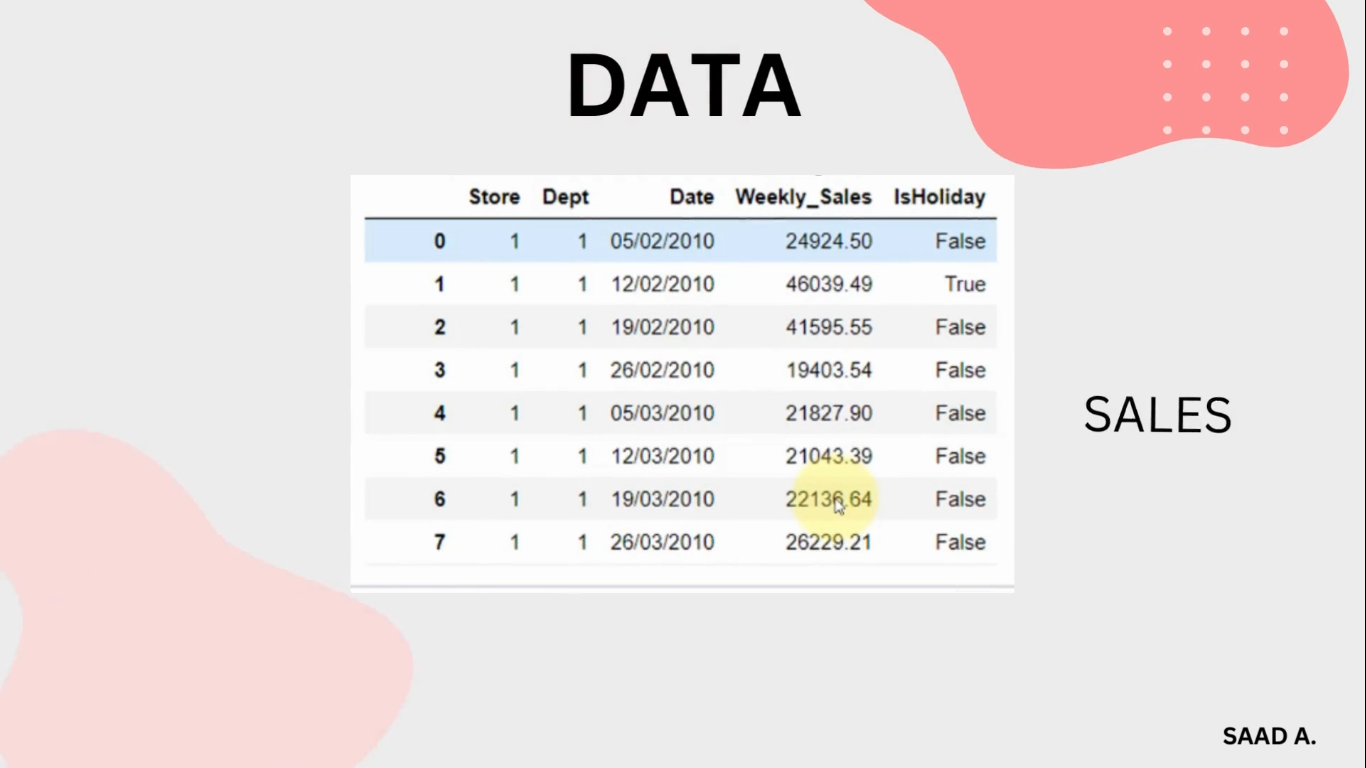 DATA
Store Dept Date Weekly_Sales IsHoliday
0 1 1 05/02/2010 24924.50 False
1 1 1 12/02/2010 46039.49 True
2 1 1 19/02/2010 41595.55 False
3 1 1 26/02/2010 19403.54 False
4 1 1 05/03/2010 21827.90 False
5 1 1 12/03/2010 21043.39 False
6 1 1 19/03/2010 22136.64 False
7 1 1 26/03/2010 26229.21 False
SALES
SAAD A.